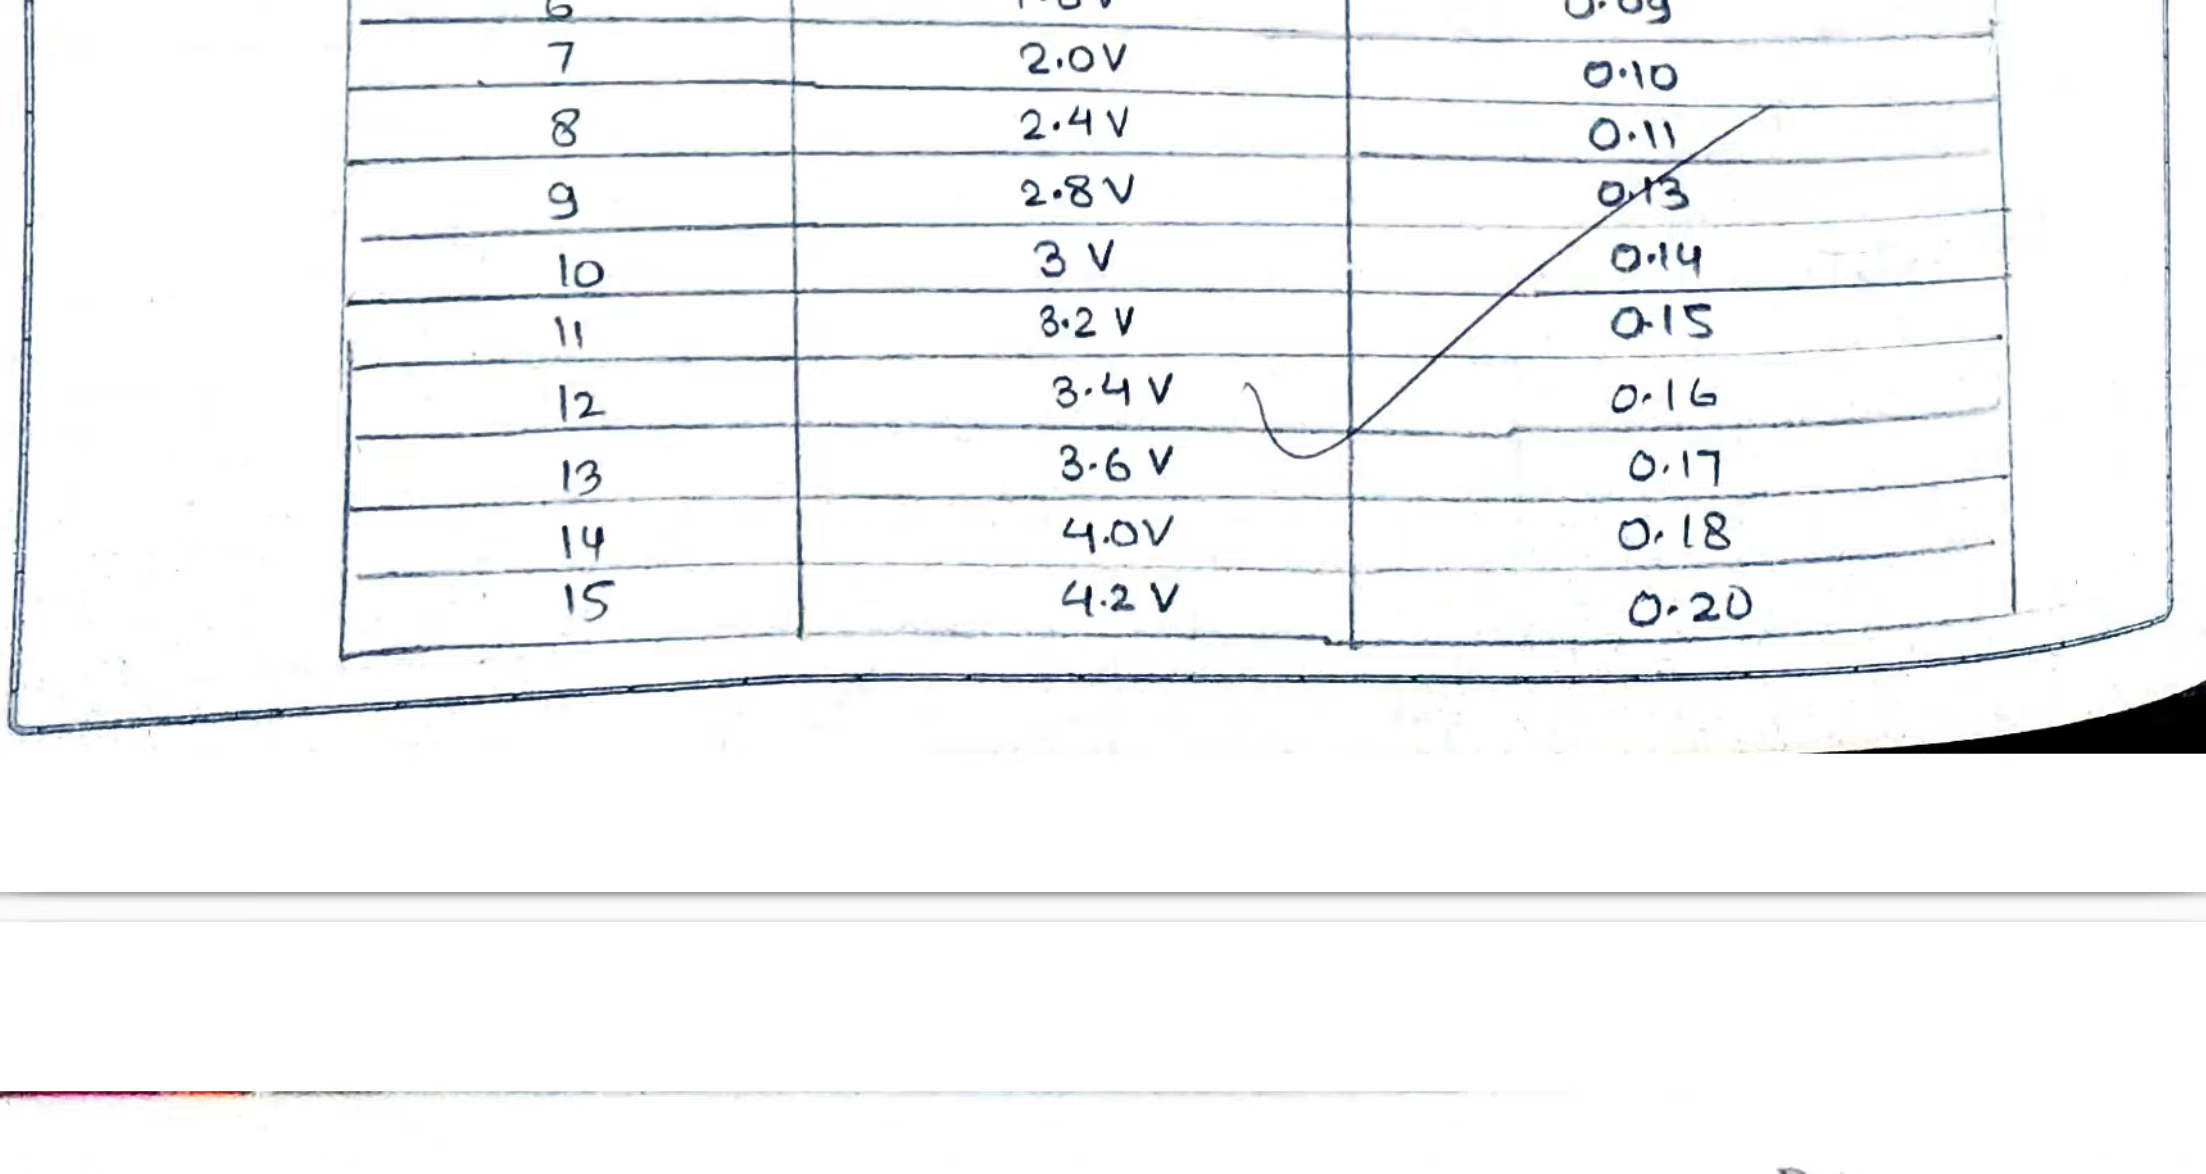 7 2.0V 0.10
8 2.4V 0.11
9 2.8V 0.13
10 3 V 0.14
11 3.2 V 0.15
12 3.4 V 0.16
13 3.6 V 0.17
14 4.0V 0.18
15 4.2 V 0.20